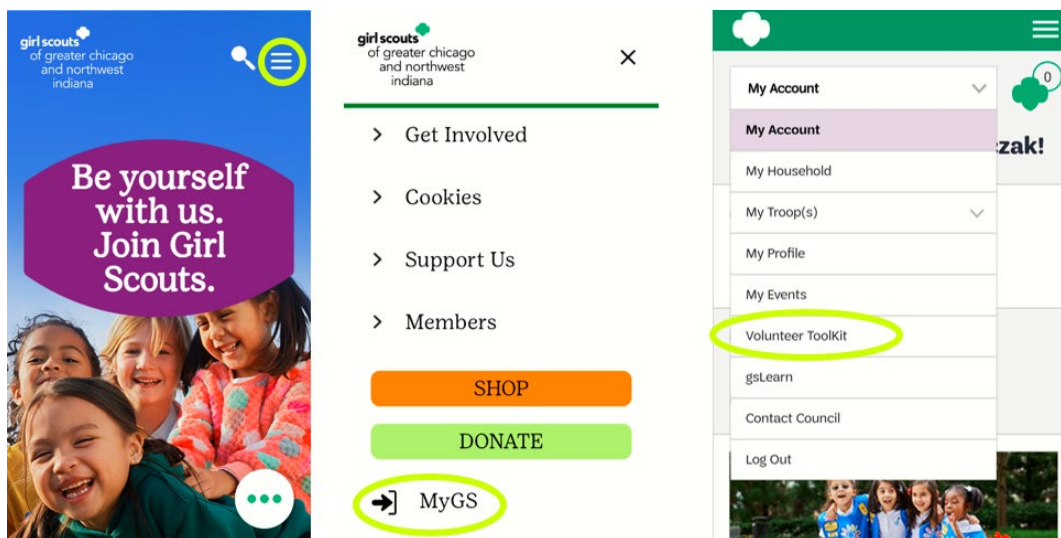 girl scouts
of greater chicago
and northwest
indiana
Be yourself
with us.
Join Girl
Scouts.
girl scouts
of greater chicago
and northwest
indiana
Get Involved
Cookies
Support Us
Members
SHOP
DONATE
MyGS
0
My Account
My Account
zak!
My Household
My Troop(s)
My Profile
My Events
Volunteer ToolKit
gsLearn
Contact Council
Log Out